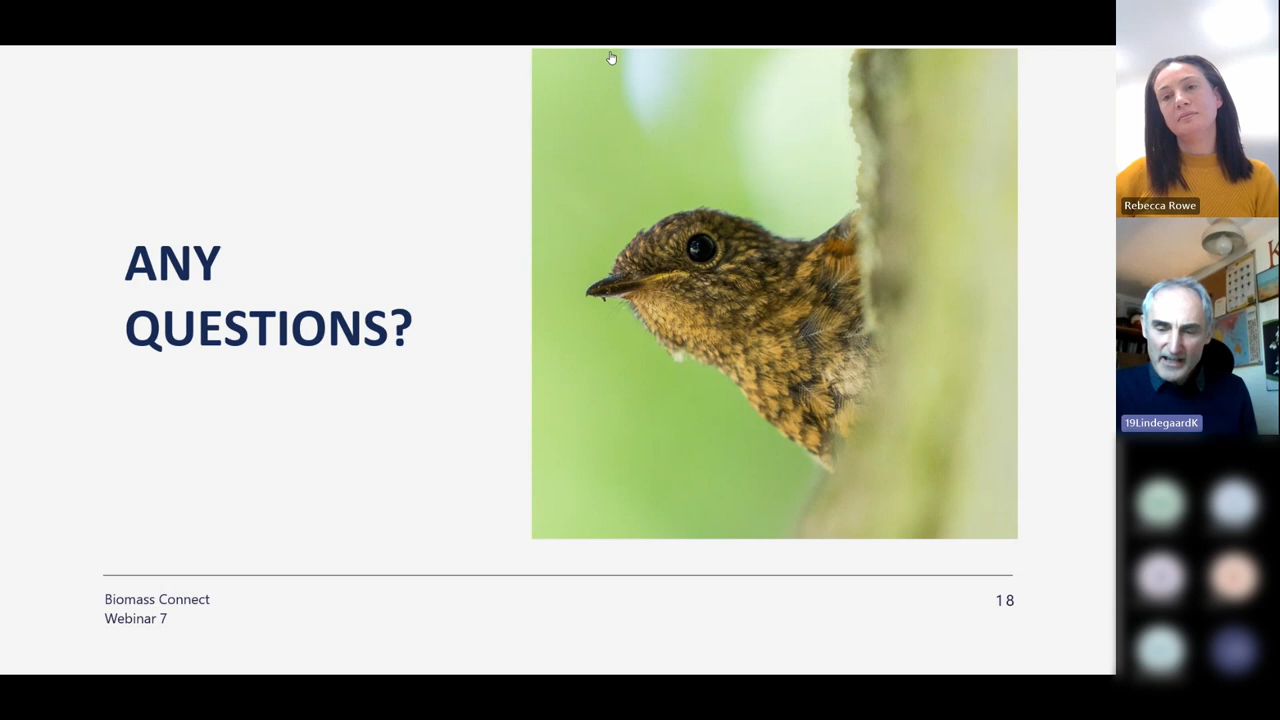 ANY
QUESTIONS?
Biomass Connect
Webinar 7
18
Rebecca Rowe
19LindegaardK